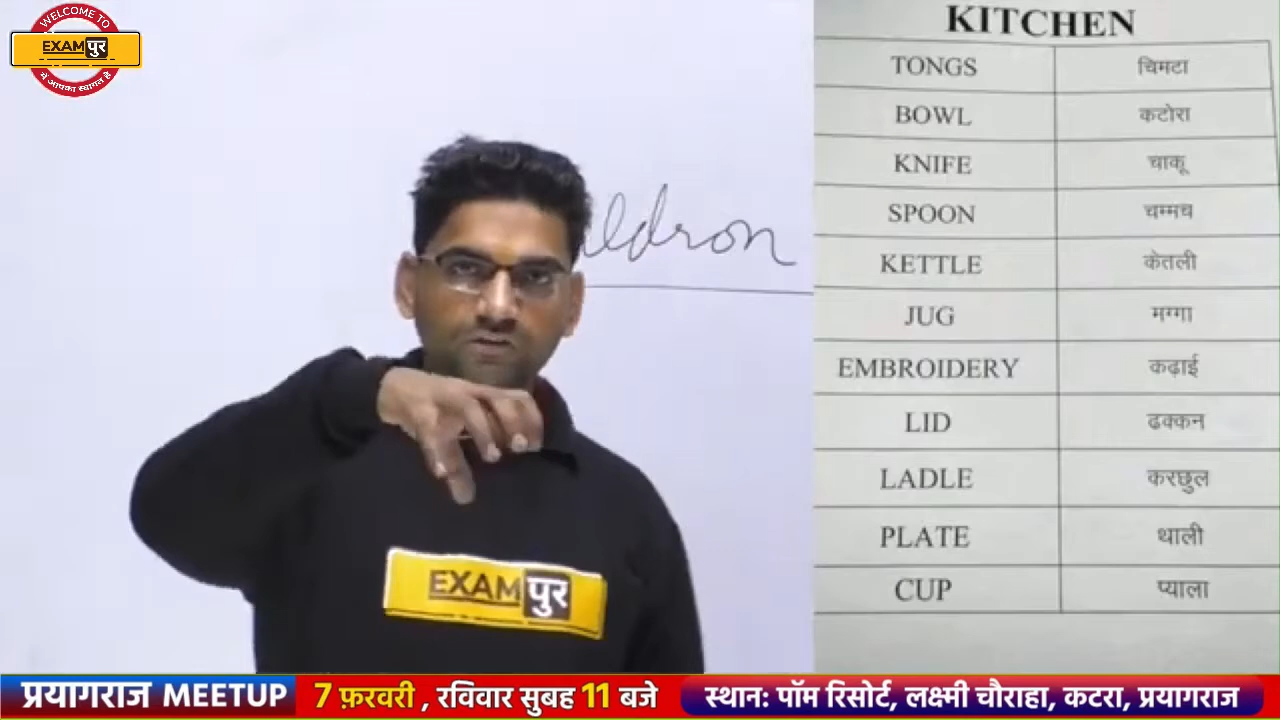 WELCOME TO
EXAMपुर
में आपका स्वागत है
KITCHEN
TONGS चिमटा
BOWL कटोरा
KNIFE चाकू
SPOON चम्मच
KETTLE केतली
JUG मग्गा
EMBROIDERY कढ़ाई
LID ढक्कन
LADLE करछुल
PLATE थाली
CUP प्याला
EXAMपुर
प्रयागराज MEETUP 7 फ़रवरी , रविवार सुबह 11 बजे स्थान: पॉम रिसोर्ट, लक्ष्मी चौराहा, कटरा, प्रयागराज